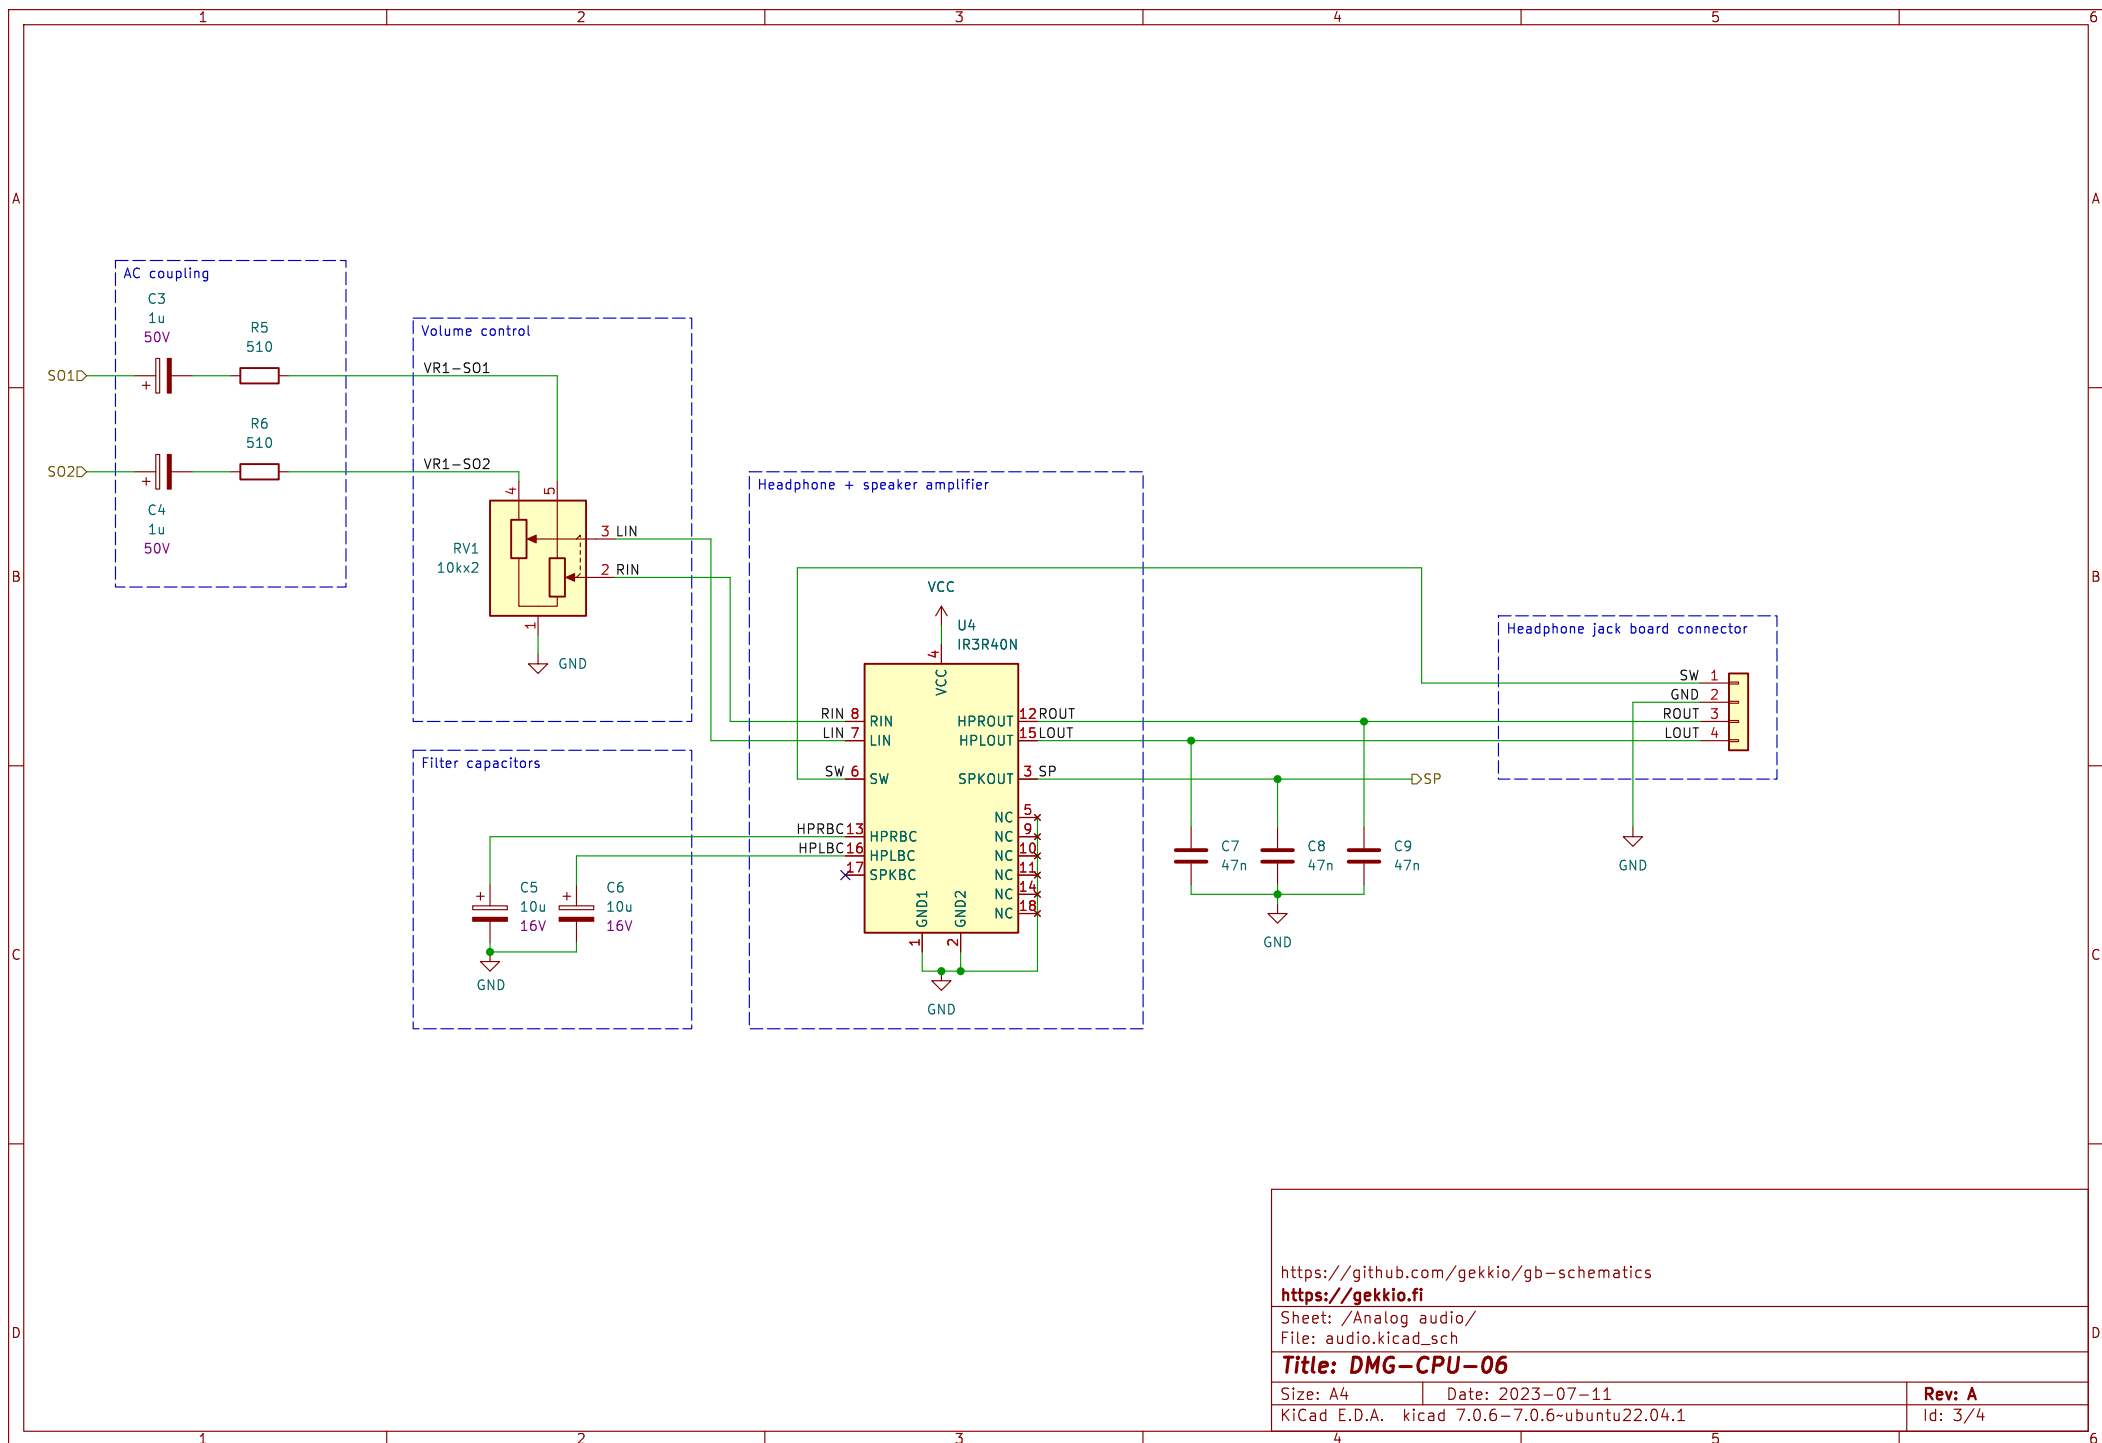 1 2 3 4 5 6
A A
AC coupling
C3
1u
50V
R5
510
SO1
VR1-SO1
R6
510
SO2
VR1-SO2
C4
1u
50V
Volume control
4 5
3 LIN
2 RIN
RV1
10kx2
1
GND
B B
Headphone + speaker amplifier
VCC
U4
IR3R40N
4
VCC
RIN 8 RIN
LIN 7 LIN
SW 6 SW
HPRBC 13 HPRBC
HPLBC 16 HPLBC
17 SPKBC
HPROUT 12 ROUT
HPLOUT 15 LOUT
SPKOUT 3 SP
NC 5
NC 9
NC 10
NC 11
NC 14
NC 18
GND1 GND2
1 2
GND
SP
Filter capacitors
C5
10u
16V
C6
10u
16V
GND
C7
47n
C8
47n
C9
47n
GND
Headphone jack board connector
SW 1
GND 2
ROUT 3
LOUT 4
GND
C C
D D
https://github.com/gekkio/gb-schematics
https://gekkio.fi
Sheet: /Analog audio/
File: audio.kicad_sch
Title: DMG-CPU-06
Size: A4 Date: 2023-07-11 Rev: A
KiCad E.D.A. kicad 7.0.6-7.0.6~ubuntu22.04.1 Id: 3/4
1 2 3 4 5 6